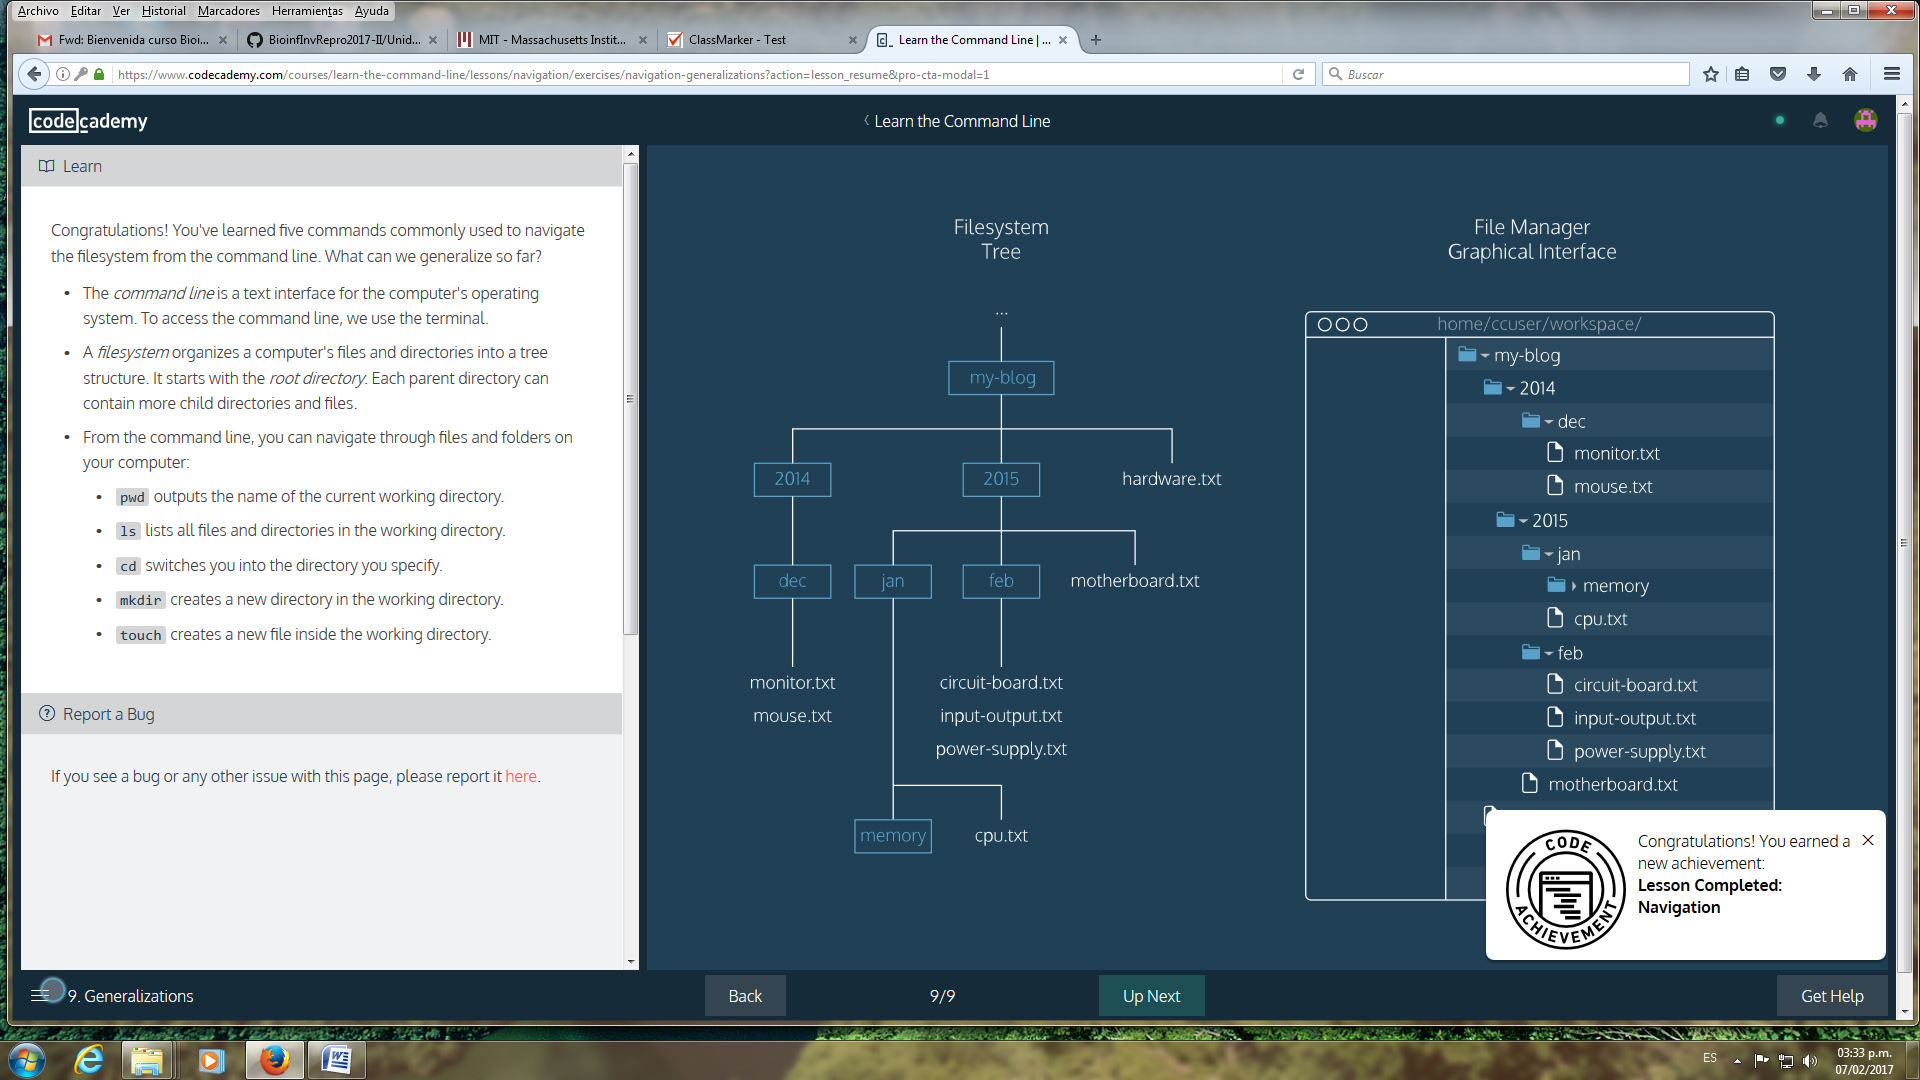 Archivo Editar Ver Historial Marcadores Herramientas Ayuda
Fwd: Bienvenida curso Bioi...
BioinfInvRepro2017-II/Unid...
MIT - Massachusetts Instit...
ClassMarker - Test
Learn the Command Line | ...
https://www.codecademy.com/courses/learn-the-command-line/lessons/navigation/exercises/navigation-generalizations?action=lesson_resume&pro-cta-modal=1
Buscar
codecademy
Learn the Command Line
Learn
Congratulations! You've learned five commands commonly used to navigate
the filesystem from the command line. What can we generalize so far?
• The command line is a text interface for the computer's operating
system. To access the command line, we use the terminal.
• A filesystem organizes a computer's files and directories into a tree
structure. It starts with the root directory. Each parent directory can
contain more child directories and files.
• From the command line, you can navigate through files and folders on
your computer:
• pwd outputs the name of the current working directory.
• ls lists all files and directories in the working directory.
• cd switches you into the directory you specify.
• mkdir creates a new directory in the working directory.
• touch creates a new file inside the working directory.
Report a Bug
If you see a bug or any other issue with this page, please report it here.
Filesystem
Tree
...
my-blog
2014
2015
hardware.txt
dec
jan
feb
motherboard.txt
monitor.txt
mouse.txt
circuit-board.txt
input-output.txt
power-supply.txt
memory
cpu.txt
File Manager
Graphical Interface
home/ccuser/workspace/
my-blog
2014
dec
monitor.txt
mouse.txt
2015
jan
memory
cpu.txt
feb
circuit-board.txt
input-output.txt
power-supply.txt
motherboard.txt
CODE
ACHIEVEMENT
Congratulations! You earned a
new achievement:
Lesson Completed:
Navigation
9. Generalizations
Back
9/9
Up Next
Get Help
ES
03:33 p.m.
07/02/2017